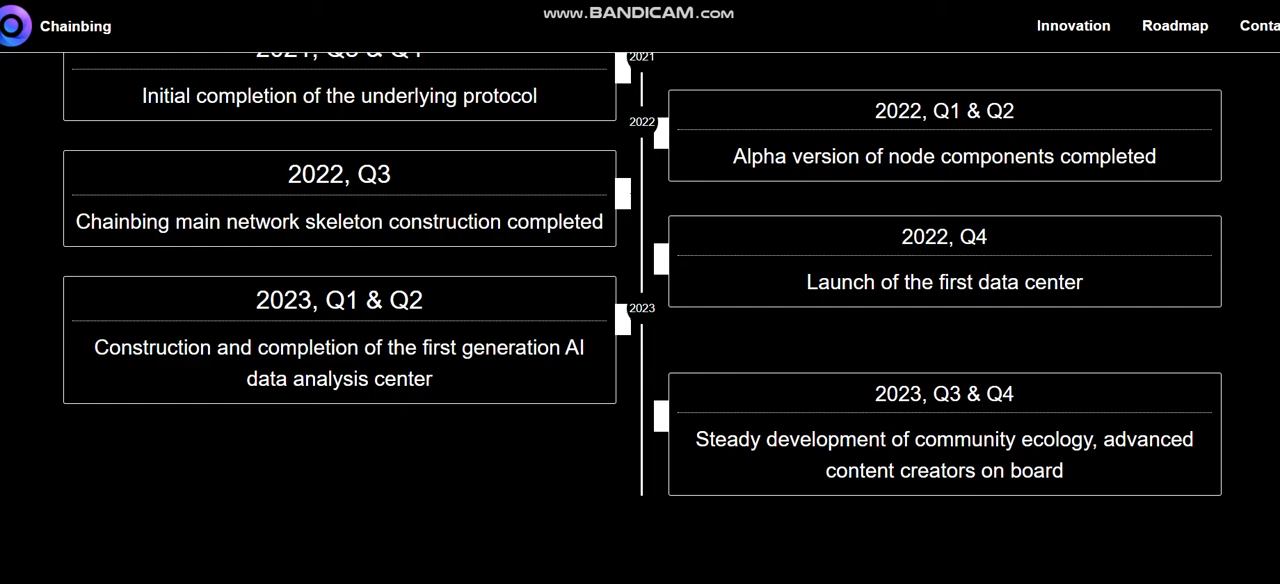 Chainbing
www.BANDICAM.com
Innovation
Roadmap
2021, Q3 & Q4
Initial completion of the underlying protocol
2021
2022, Q1 & Q2
Alpha version of node components completed
2022
2022, Q3
Chainbing main network skeleton construction completed
2022, Q4
Launch of the first data center
2023, Q1 & Q2
Construction and completion of the first generation AI
data analysis center
2023
2023, Q3 & Q4
Steady development of community ecology, advanced
content creators on board